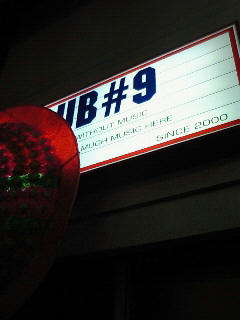 UB#9
WITHOUT MUSIC
MUCH MUSIC HERE
SINCE 2000